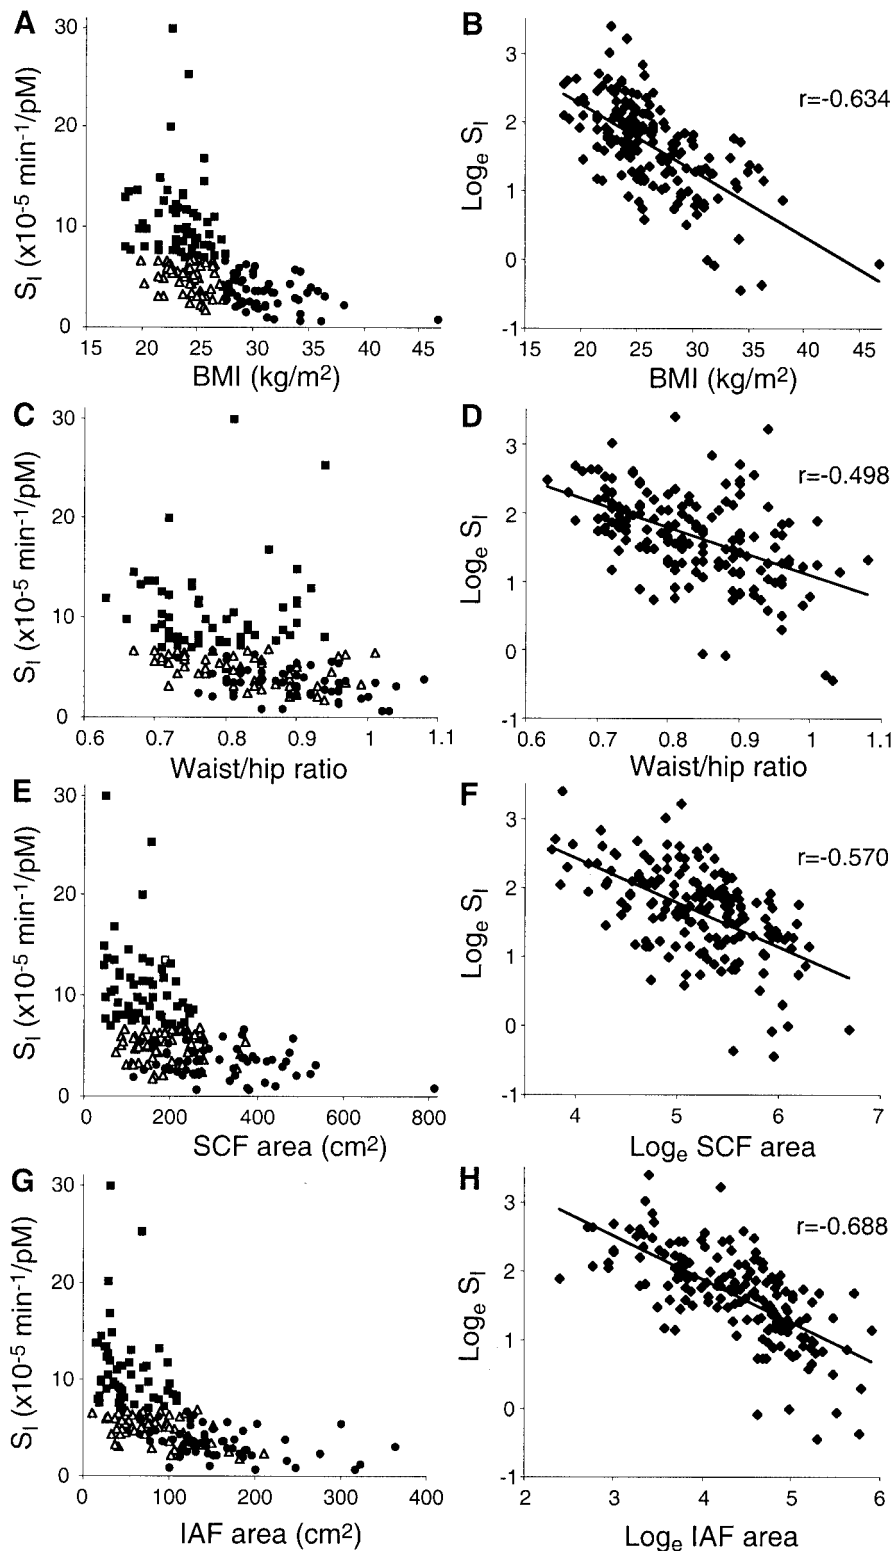 A
30
20
10
0
15 20 25 30 35 40 45
S_I (x10^-5 min^-1/pM)
BMI (kg/m²)
B
r=-0.634
3
2
1
0
-1
15 20 25 30 35 40 45
Log_e S_I
BMI (kg/m²)
C
30
20
10
0
0.6 0.7 0.8 0.9 1 1.1
S_I (x10^-5 min^-1/pM)
Waist/hip ratio
D
r=-0.498
3
2
1
0
-1
0.6 0.7 0.8 0.9 1 1.1
Log_e S_I
Waist/hip ratio
E
30
20
10
0
0 200 400 600 800
S_I (x10^-5 min^-1/pM)
SCF area (cm²)
F
r=-0.570
3
2
1
0
-1
4 5 6 7
Log_e S_I
Log_e SCF area
G
30
20
10
0
0 100 200 300 400
S_I (x10^-5 min^-1/pM)
IAF area (cm²)
H
r=-0.688
3
2
1
0
-1
2 3 4 5 6
Log_e S_I
Log_e IAF area